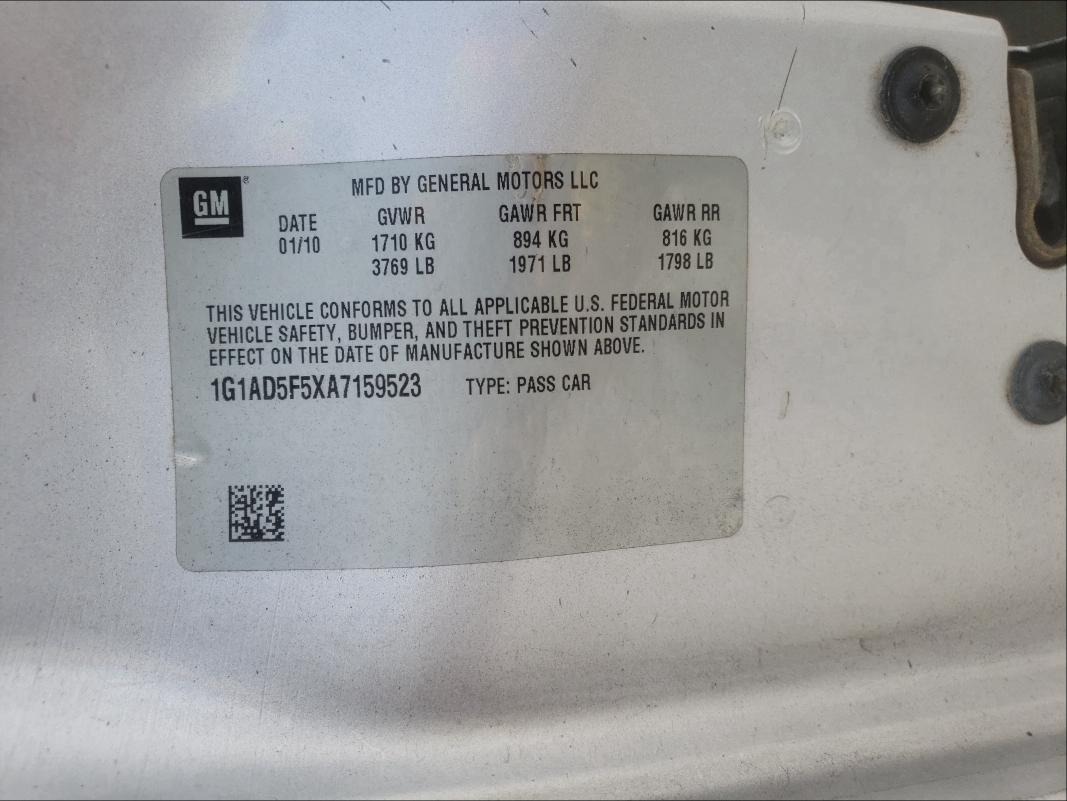 GM®
MFD BY GENERAL MOTORS LLC
DATE GVWR GAWR FRT GAWR RR
01/10 1710 KG 894 KG 816 KG
3769 LB 1971 LB 1798 LB
THIS VEHICLE CONFORMS TO ALL APPLICABLE U.S. FEDERAL MOTOR
VEHICLE SAFETY, BUMPER, AND THEFT PREVENTION STANDARDS IN
EFFECT ON THE DATE OF MANUFACTURE SHOWN ABOVE.
1G1AD5F5XA7159523 TYPE: PASS CAR